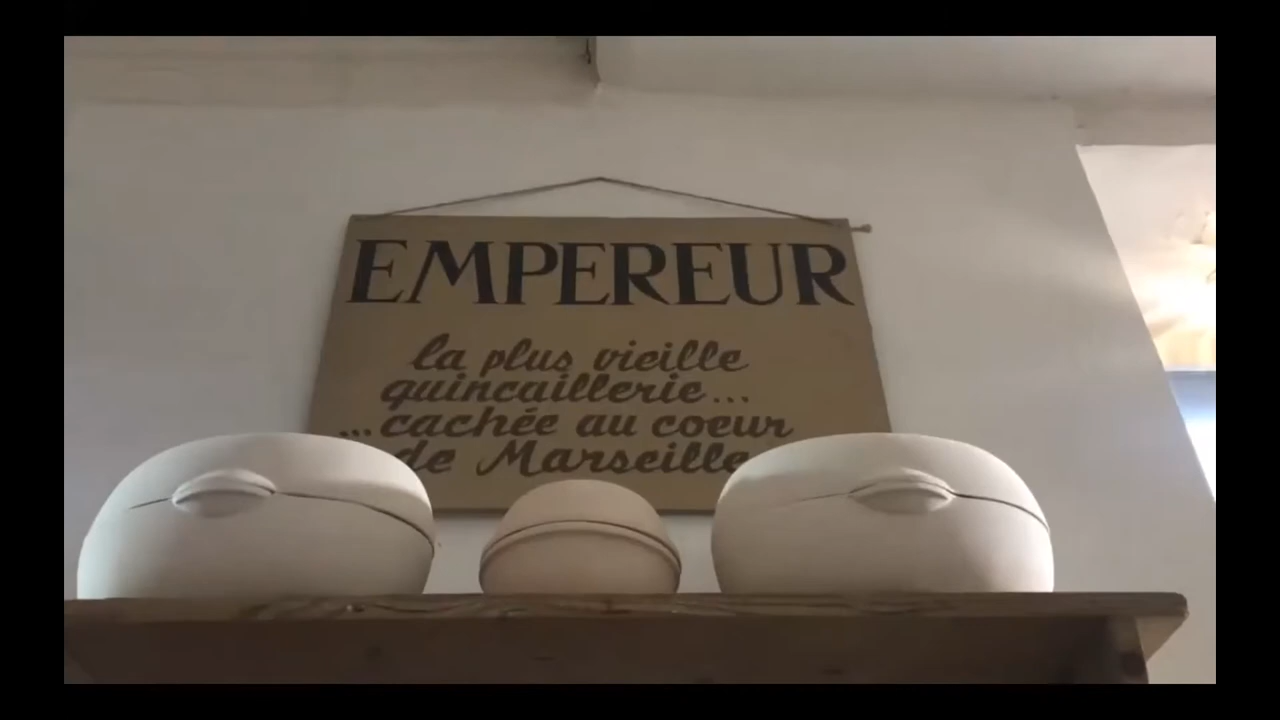 EMPEREUR
la plus vieille
quincaillerie...
...cachée au coeur
de Marseille